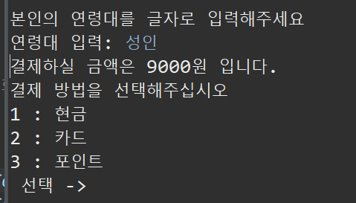 본인의 연령대를 글자로 입력해주세요
연령대 입력: 성인
결제하실 금액은 9000원 입니다.
결제 방법을 선택해주십시오
1 : 현금
2 : 카드
3 : 포인트
선택 ->